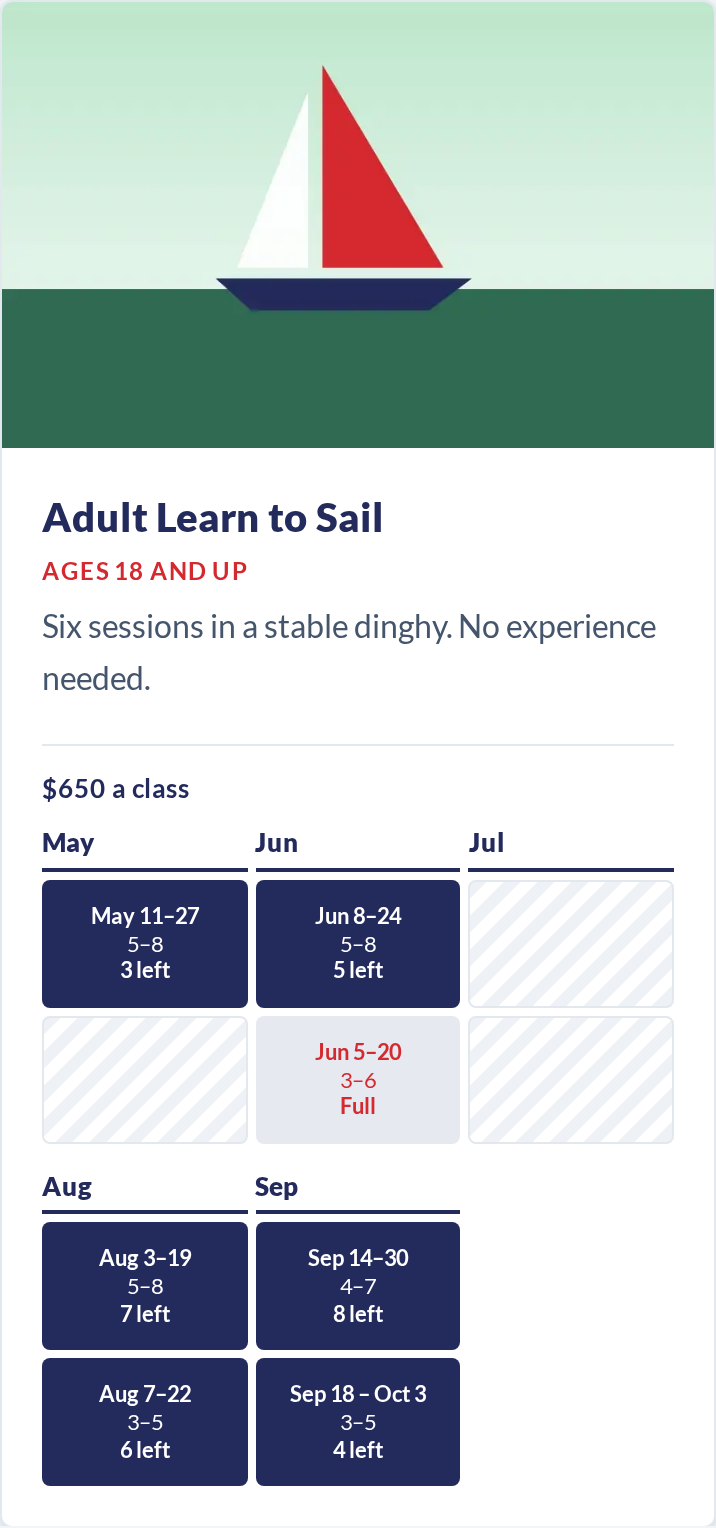 Adult Learn to Sail
AGES 18 AND UP
Six sessions in a stable dinghy. No experience
needed.
$650 a class
May
Jun
Jul
May 11–27
5–8
3 left
Jun 8–24
5–8
5 left
Jun 5–20
3–6
Full
Aug
Sep
Aug 3–19
5–8
7 left
Sep 14–30
4–7
8 left
Aug 7–22
3–5
6 left
Sep 18 – Oct 3
3–5
4 left